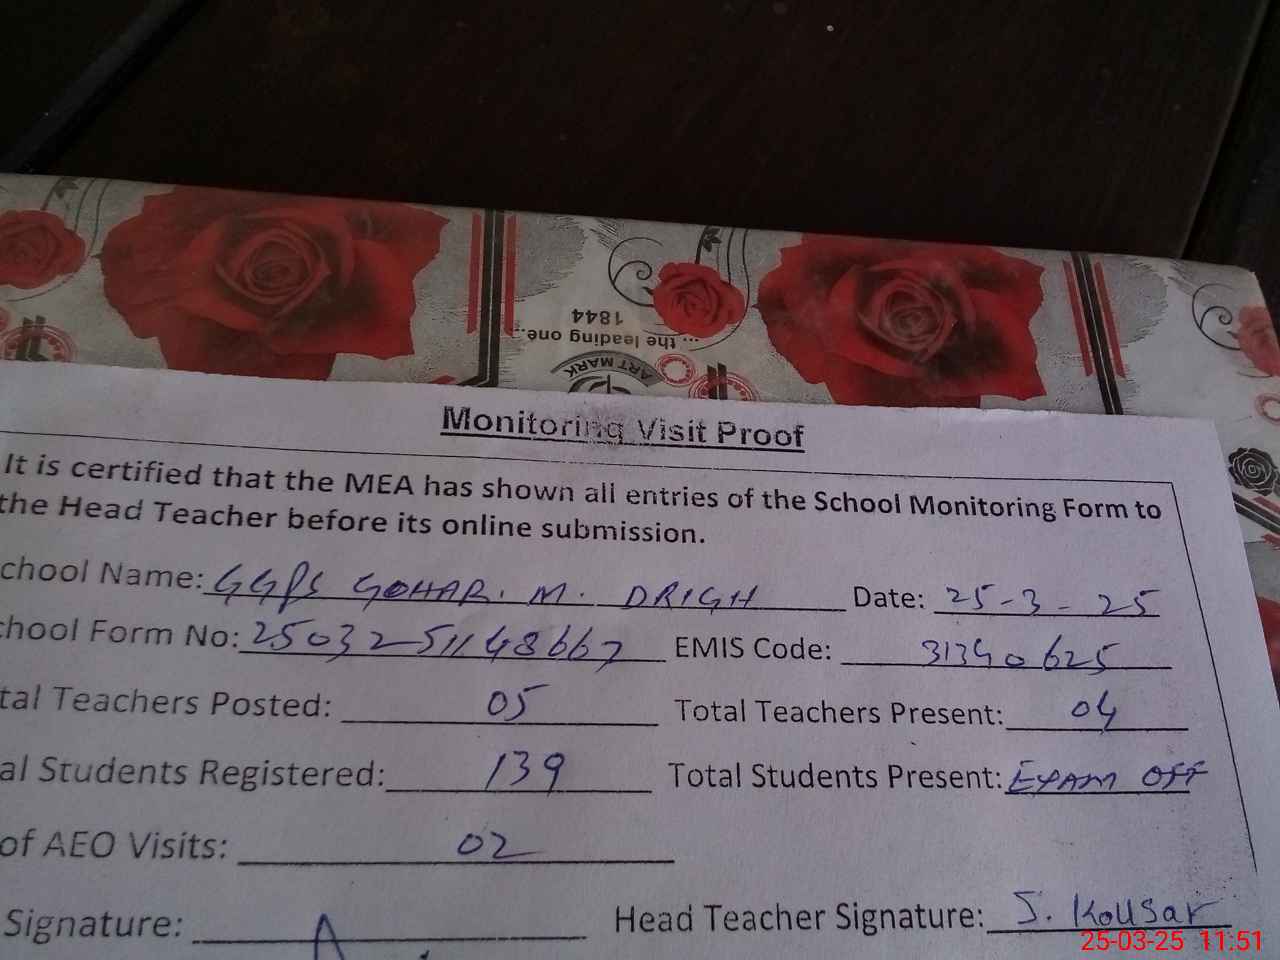 1844
... the leading one...
ART MARK
Monitoring Visit Proof
It is certified that the MEA has shown all entries of the School Monitoring Form to
the Head Teacher before its online submission.
chool Name: GGPS GOHAR. M. DRIGH Date: 25-3-25
chool Form No: 2503251148667 EMIS Code: 31340625
tal Teachers Posted: 05 Total Teachers Present: 04
al Students Registered: 139 Total Students Present: EXAM OFF
of AEO Visits: 02
Signature: Head Teacher Signature: S. Kousar
25-03-25 11:51